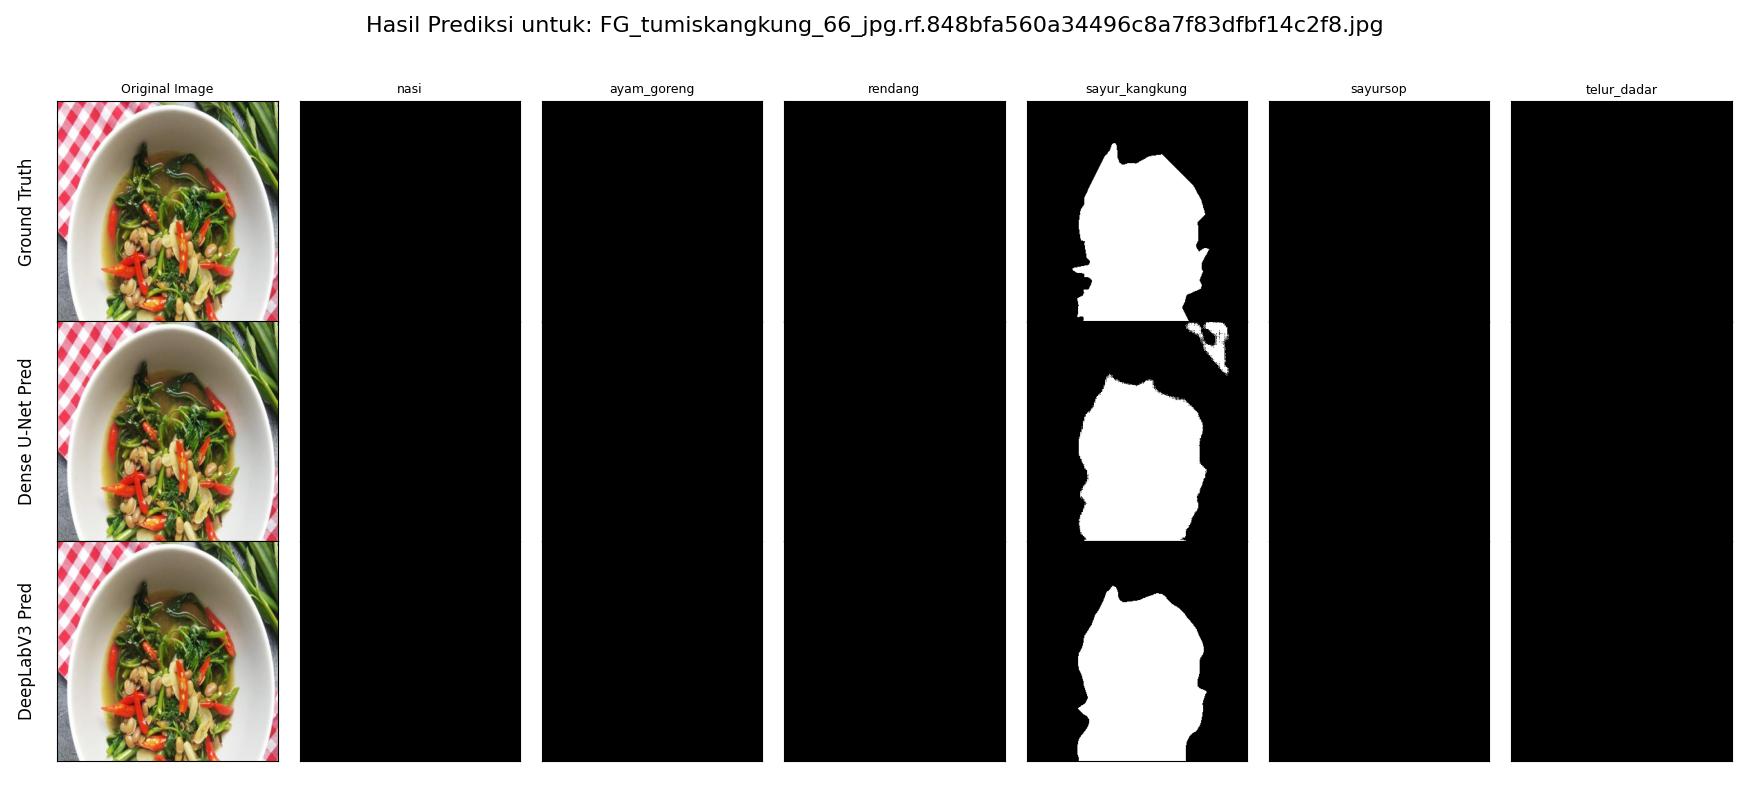 Hasil Prediksi untuk: FG_tumiskangkung_66_jpg.rf.848bfa560a34496c8a7f83dfbf14c2f8.jpg
Original Image
nasi
ayam_goreng
rendang
sayur_kangkung
sayursop
telur_dadar
Ground Truth
Dense U-Net Pred
DeepLabV3 Pred